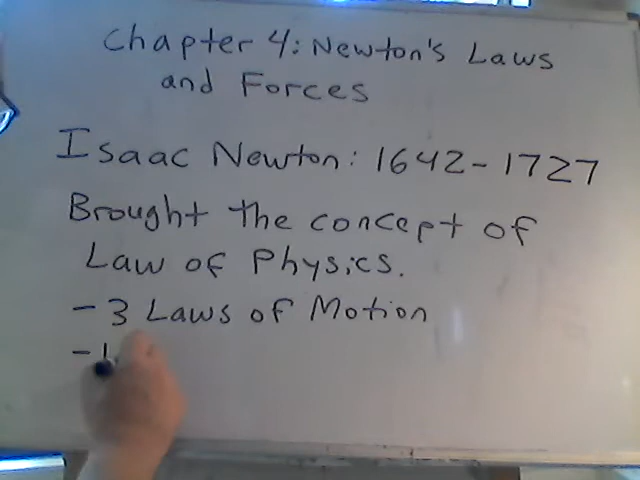 Chapter 4: Newton's Laws
and Forces
Isaac Newton: 1642-1727
Brought the concept of
Law of Physics.
- 3 Laws of Motion
-